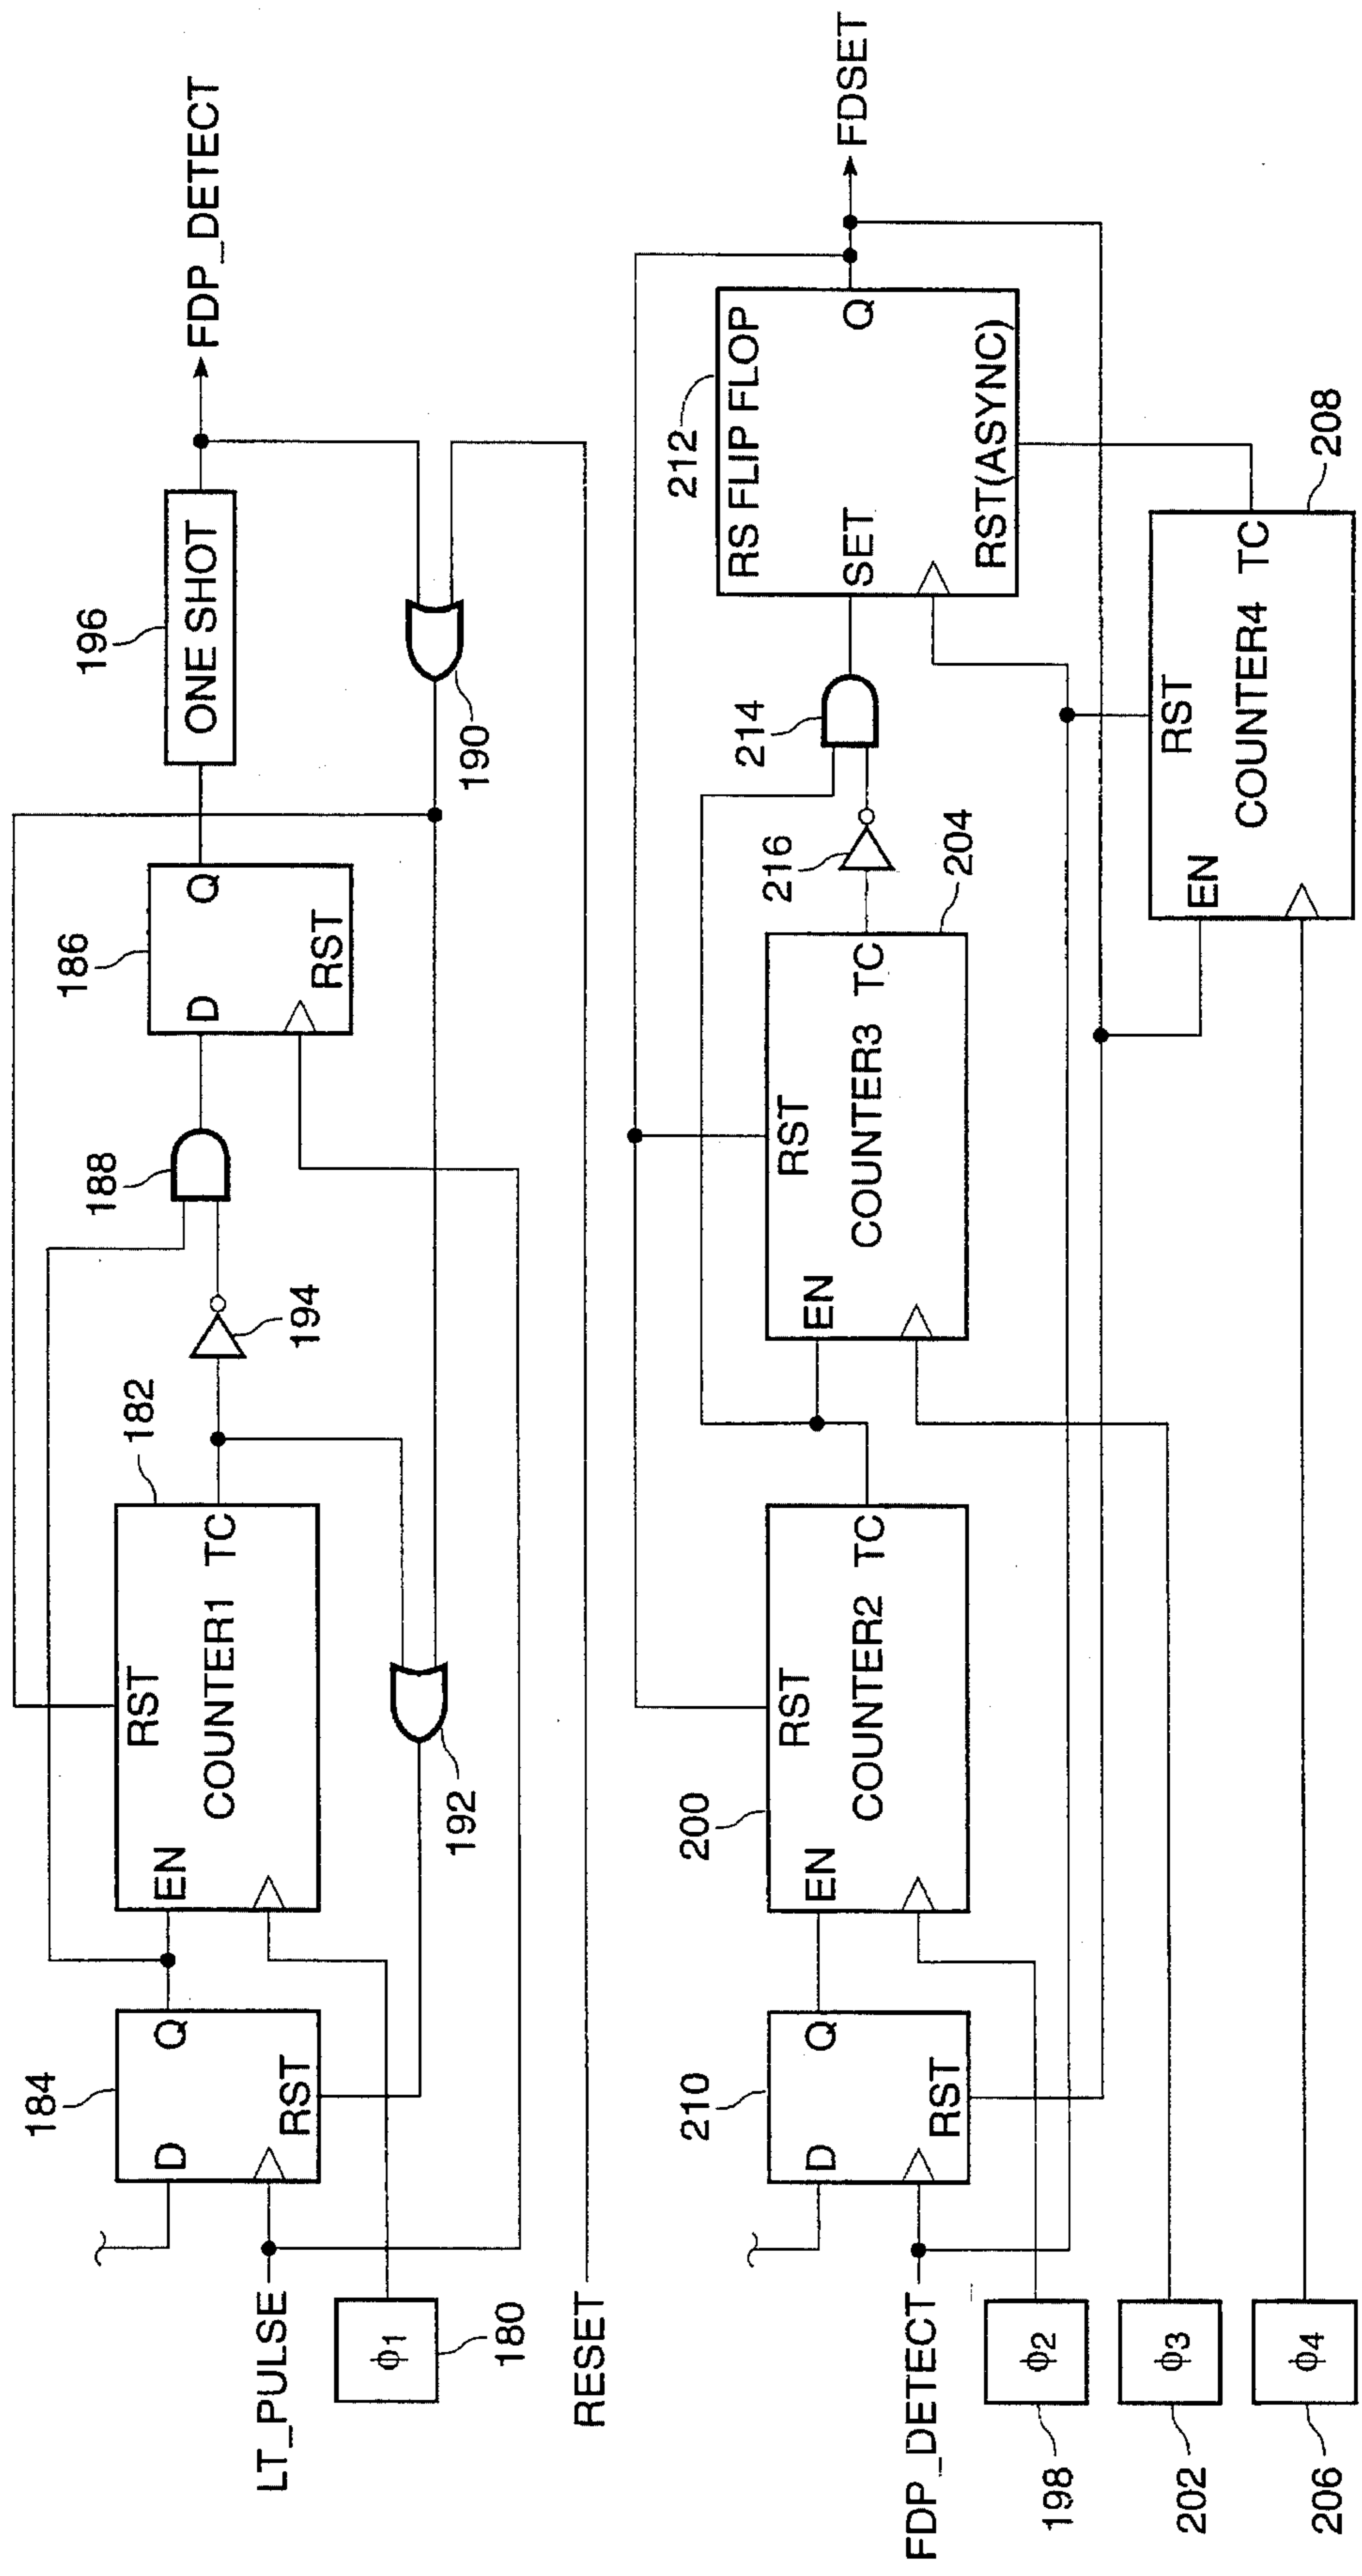 184
D
Q
RST
LT_PULSE
ϕ1
180
RESET
182
EN
RST
COUNTER1
TC
192
194
188
186
D
Q
RST
190
196
ONE SHOT
FDP_DETECT
210
D
Q
RST
FDP_DETECT
ϕ2
198
ϕ3
202
ϕ4
206
200
EN
RST
COUNTER2
TC
EN
RST
COUNTER3
TC
204
216
214
212
RS FLIP FLOP
SET
Q
RST(ASYNC)
FDSET
EN
RST
COUNTER4
TC
208